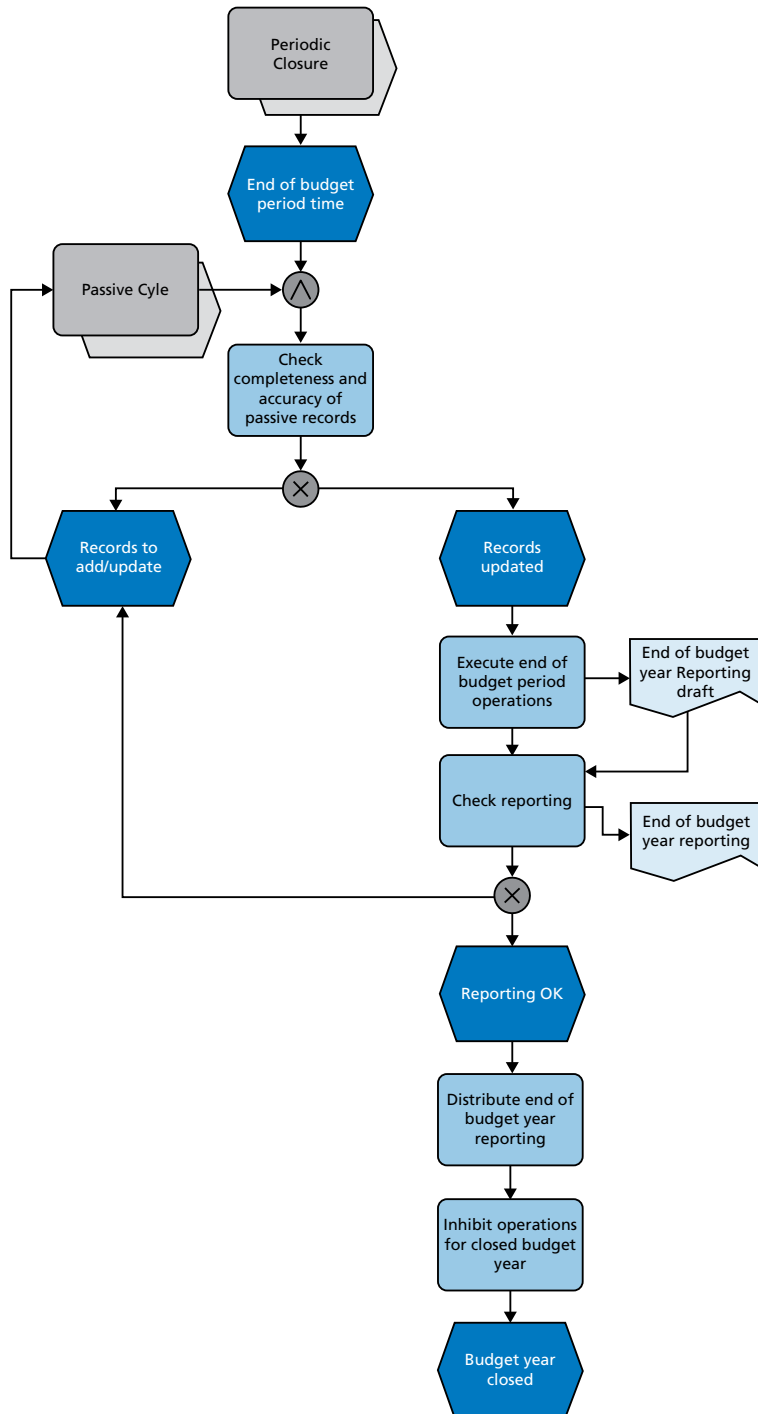 Periodic
Closure
End of budget
period time
Passive Cyle
Check
completeness and
accuracy of
passive records
Records to
add/update
Records
updated
Execute end of
budget period
operations
End of budget
year Reporting
draft
Check reporting
End of budget
year reporting
Reporting OK
Distribute end of
budget year
reporting
Inhibit operations
for closed budget
year
Budget year
closed